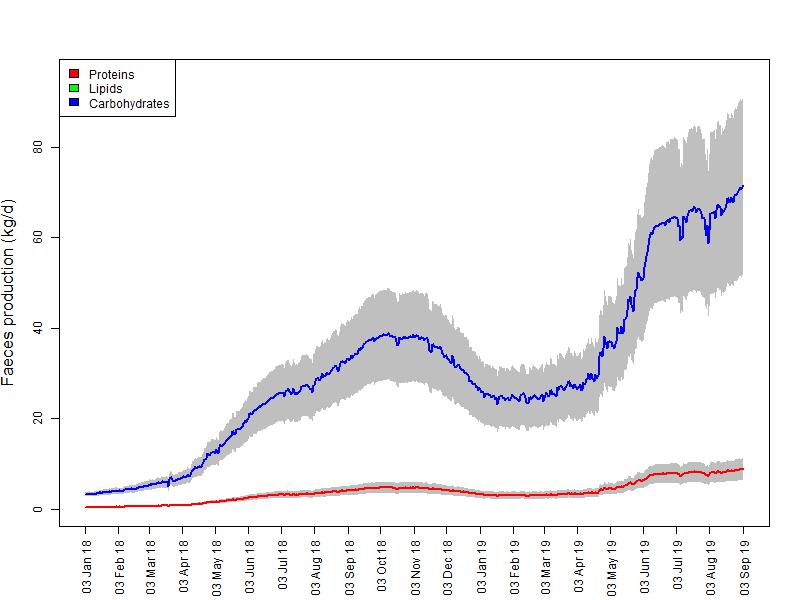 Proteins
Lipids
Carbohydrates
Faeces production (kg/d)
80
60
40
20
0
03 Jan 18
03 Feb 18
03 Mar 18
03 Apr 18
03 May 18
03 Jun 18
03 Jul 18
03 Aug 18
03 Sep 18
03 Oct 18
03 Nov 18
03 Dec 18
03 Jan 19
03 Feb 19
03 Mar 19
03 Apr 19
03 May 19
03 Jun 19
03 Jul 19
03 Aug 19
03 Sep 19